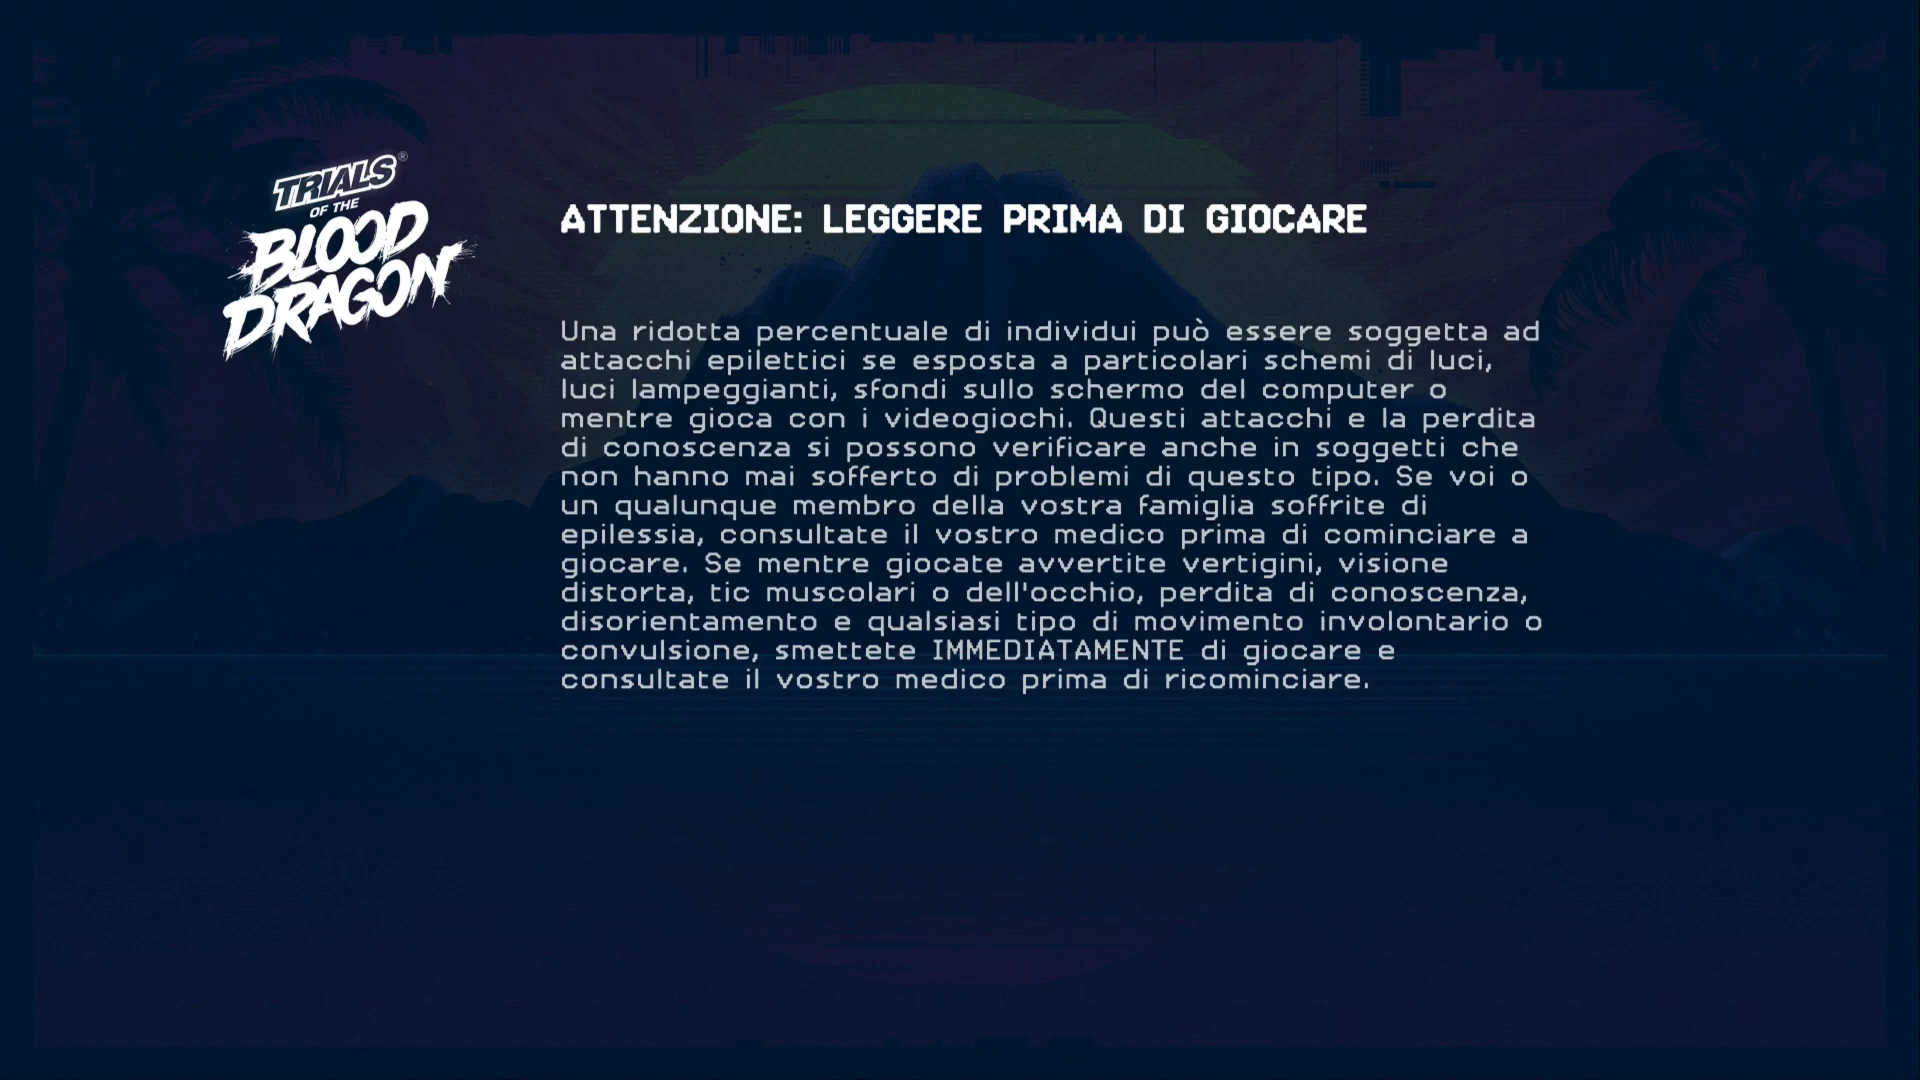 TRIALS®
OF THE
BLOOD
DRAGON
ATTENZIONE: LEGGERE PRIMA DI GIOCARE
Una ridotta percentuale di individui può essere soggetta ad
attacchi epilettici se esposta a particolari schemi di luci,
luci lampeggianti, sfondi sullo schermo del computer o
mentre gioca con i videogiochi. Questi attacchi e la perdita
di conoscenza si possono verificare anche in soggetti che
non hanno mai sofferto di problemi di questo tipo. Se voi o
un qualunque membro della vostra famiglia soffrite di
epilessia, consultate il vostro medico prima di cominciare a
giocare. Se mentre giocate avvertite vertigini, visione
distorta, tic muscolari o dell'occhio, perdita di conoscenza,
disorientamento e qualsiasi tipo di movimento involontario o
convulsione, smettete IMMEDIATAMENTE di giocare e
consultate il vostro medico prima di ricominciare.